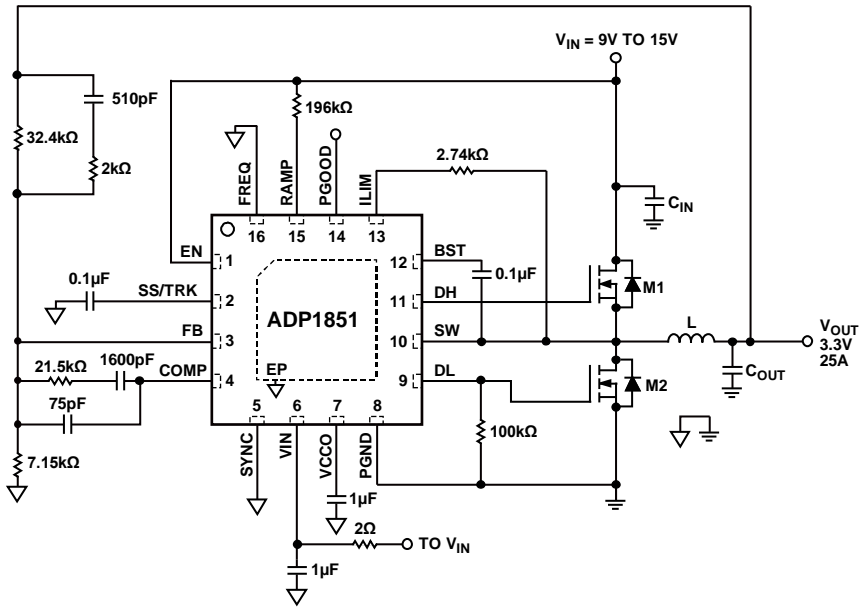 V_IN = 9V TO 15V
510pF
196kΩ
32.4kΩ
2kΩ
2.74kΩ
FREQ
RAMP
PGOOD
ILIM
C_IN
16
15
14
13
EN
1
12
BST
0.1µF
0.1µF
M1
SS/TRK
2
11
DH
ADP1851
FB
3
10
SW
L
V_OUT
3.3V
25A
21.5kΩ
1600pF
COMP
4
EP
9
DL
M2
C_OUT
75pF
5
6
7
8
100kΩ
7.15kΩ
SYNC
VIN
VCCO
PGND
1µF
2Ω
TO V_IN
1µF